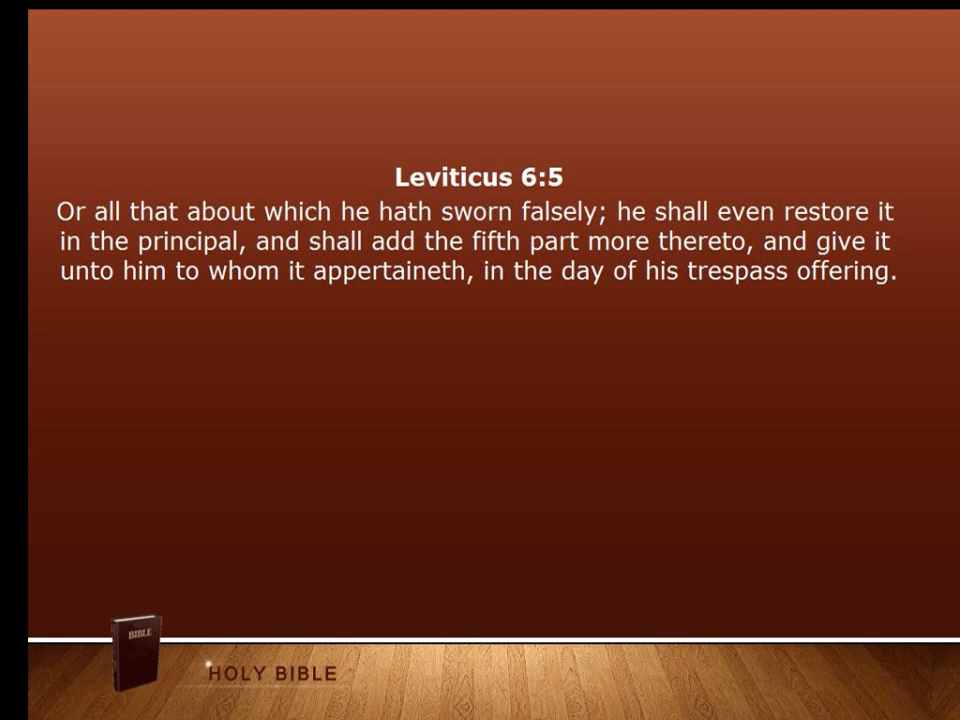 Leviticus 6:5
Or all that about which he hath sworn falsely; he shall even restore it
in the principal, and shall add the fifth part more thereto, and give it
unto him to whom it appertaineth, in the day of his trespass offering.
BIBLE
HOLY BIBLE